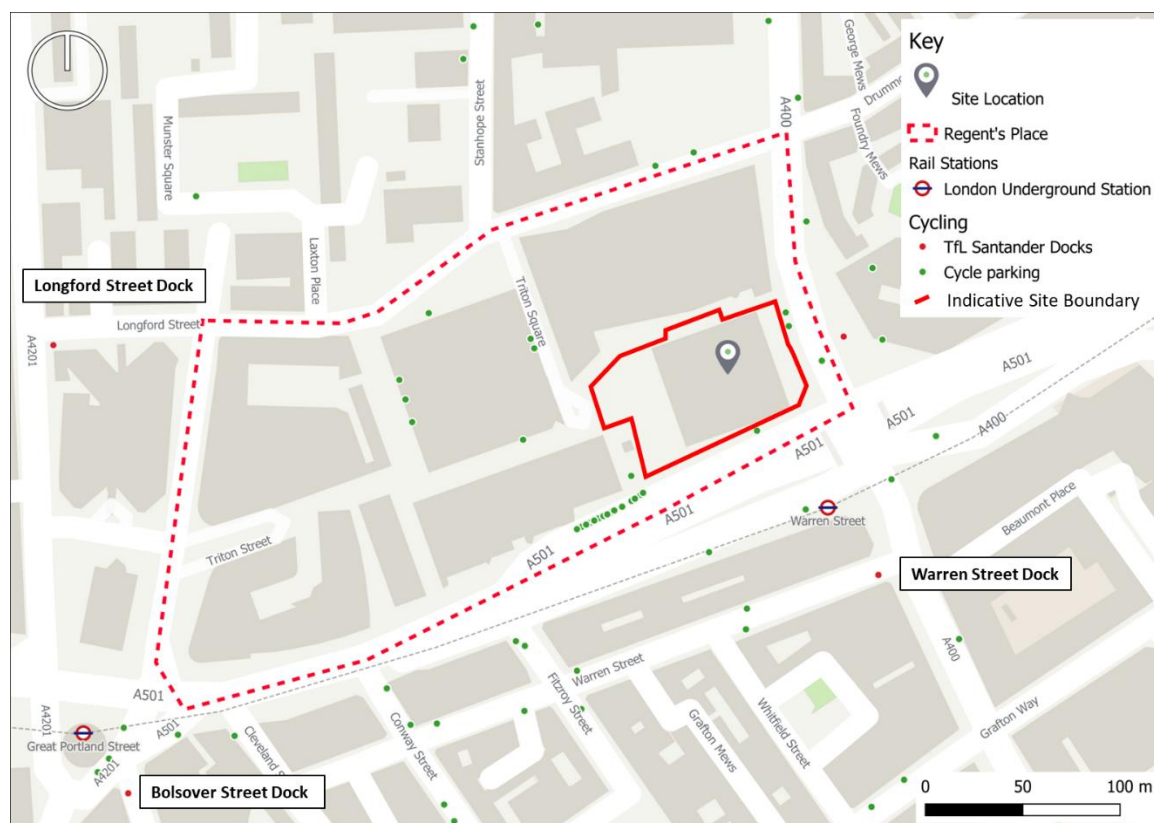 Key
Site Location
Regent's Place
Rail Stations
London Underground Station
Cycling
TfL Santander Docks
Cycle parking
Indicative Site Boundary
George Mews
Foundry Mews
A400
Stanhope Street
Munster Square
Laxton Place
Longford Street Dock
Longford Street
A4201
Triton Square
A501
A501
A501
A400
A501
A501
A501
Warren Street
Beaumont Place
Triton Street
Warren Street Dock
A501
A4201
Great Portland Street
A501
A4201
Conway Street
Fitzroy Street
Warren Street
Grafton Mews
Whitfield Street
A400
Grafton Way
Bolsover Street Dock
0 50 100 m